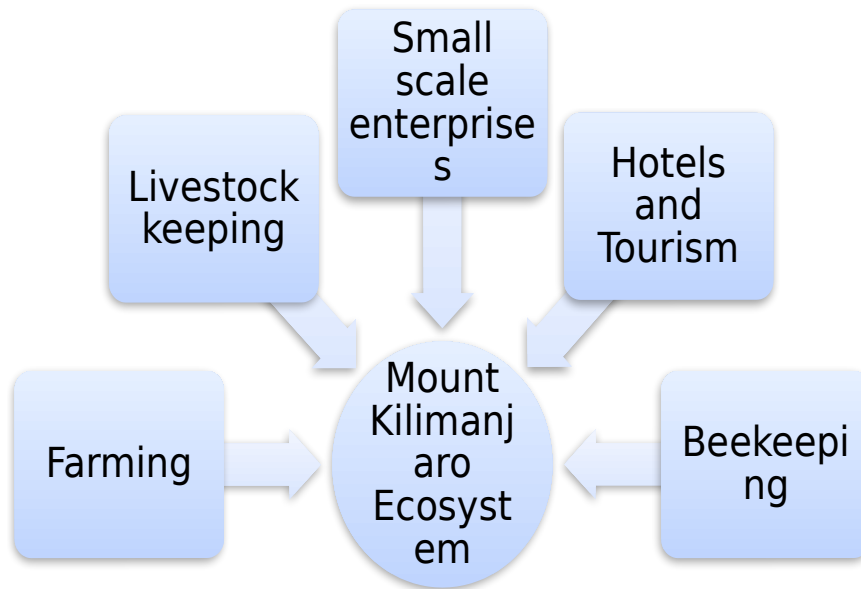 Small
scale
enterprise
s
Livestock
keeping
Hotels
and
Tourism
Farming
Mount
Kilimanj
aro
Ecosyst
em
Beekeepi
ng